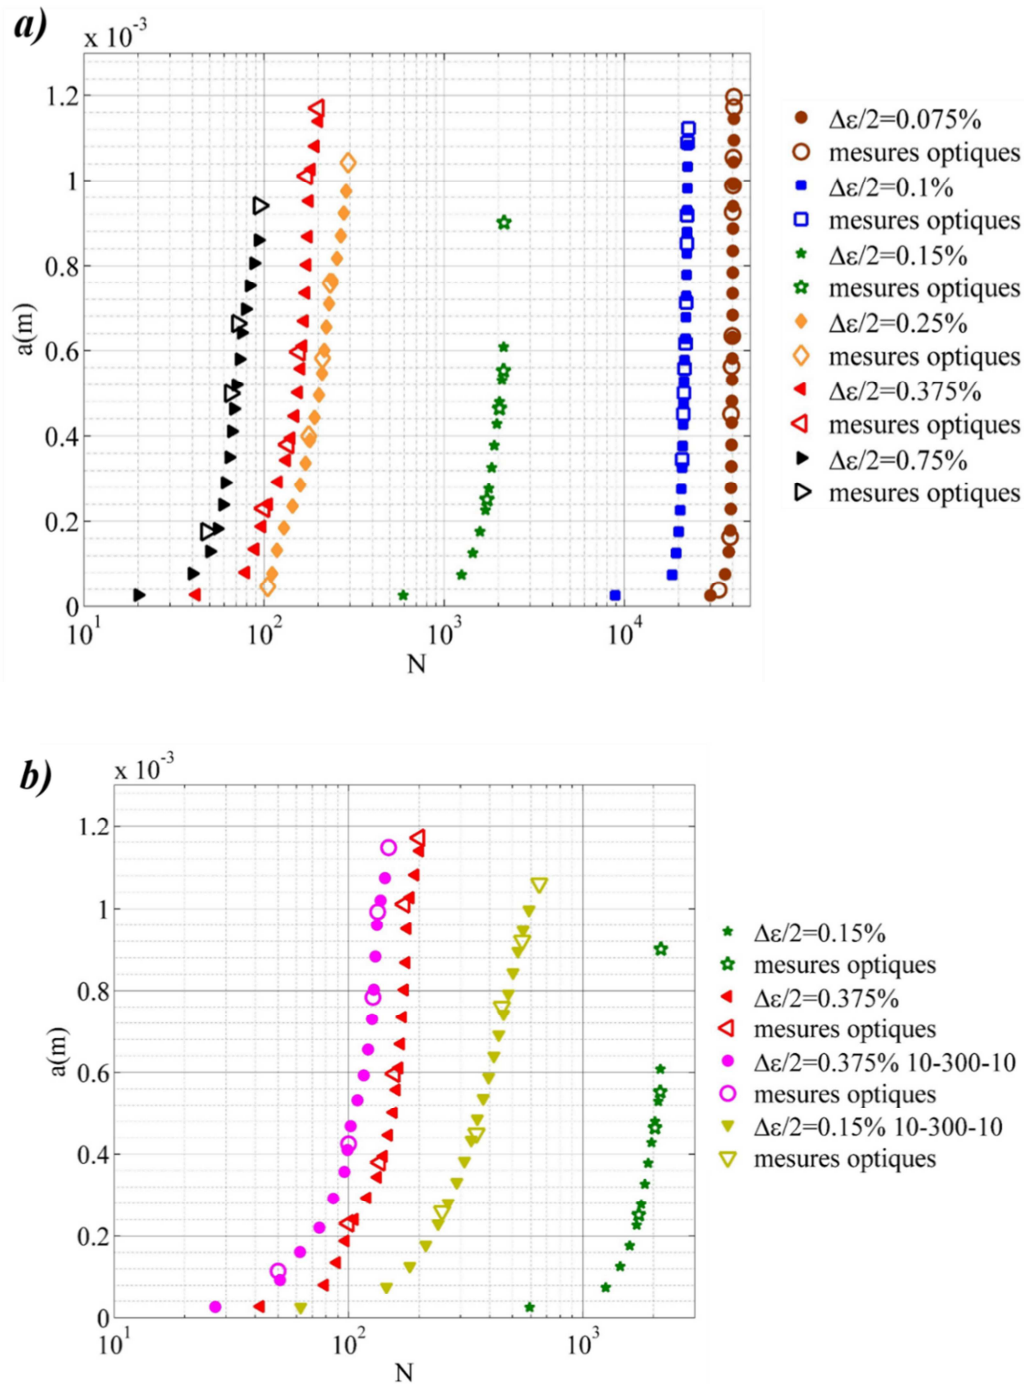 a)
x 10⁻³
1.2
1
0.8
0.6
0.4
0.2
0
a(m)
10¹
10²
10³
10⁴
N
Δε/2=0.075%
mesures optiques
Δε/2=0.1%
mesures optiques
Δε/2=0.15%
mesures optiques
Δε/2=0.25%
mesures optiques
Δε/2=0.375%
mesures optiques
Δε/2=0.75%
mesures optiques
b)
x 10⁻³
1.2
1
0.8
0.6
0.4
0.2
0
a(m)
10¹
10²
10³
N
Δε/2=0.15%
mesures optiques
Δε/2=0.375%
mesures optiques
Δε/2=0.375% 10-300-10
mesures optiques
Δε/2=0.15% 10-300-10
mesures optiques